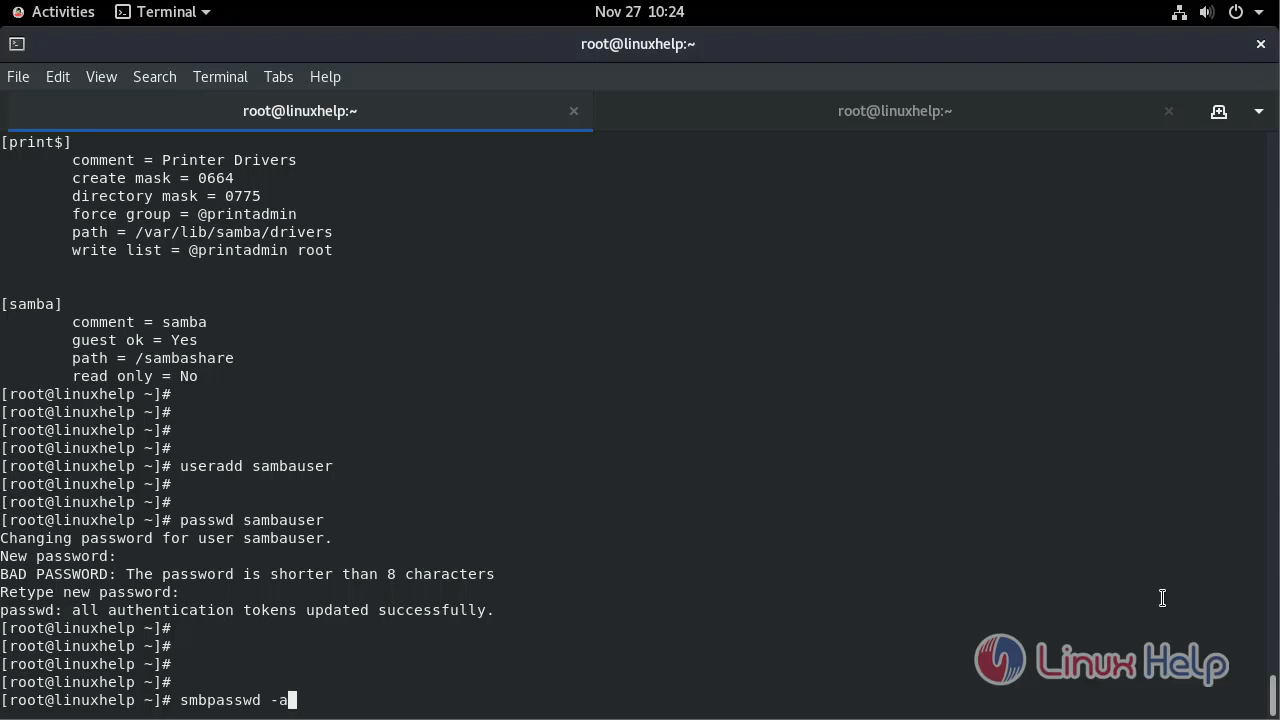 Activities Terminal Nov 27 10:24
root@linuxhelp:~
File Edit View Search Terminal Tabs Help
root@linuxhelp:~ root@linuxhelp:~
[print$]
comment = Printer Drivers
create mask = 0664
directory mask = 0775
force group = @printadmin
path = /var/lib/samba/drivers
write list = @printadmin root
[samba]
comment = samba
guest ok = Yes
path = /sambashare
read only = No
[root@linuxhelp ~]#
[root@linuxhelp ~]#
[root@linuxhelp ~]#
[root@linuxhelp ~]#
[root@linuxhelp ~]# useradd sambauser
[root@linuxhelp ~]#
[root@linuxhelp ~]#
[root@linuxhelp ~]# passwd sambauser
Changing password for user sambauser.
New password:
BAD PASSWORD: The password is shorter than 8 characters
Retype new password:
passwd: all authentication tokens updated successfully.
[root@linuxhelp ~]#
[root@linuxhelp ~]#
[root@linuxhelp ~]#
[root@linuxhelp ~]#
[root@linuxhelp ~]# smbpasswd -a
Linux Help